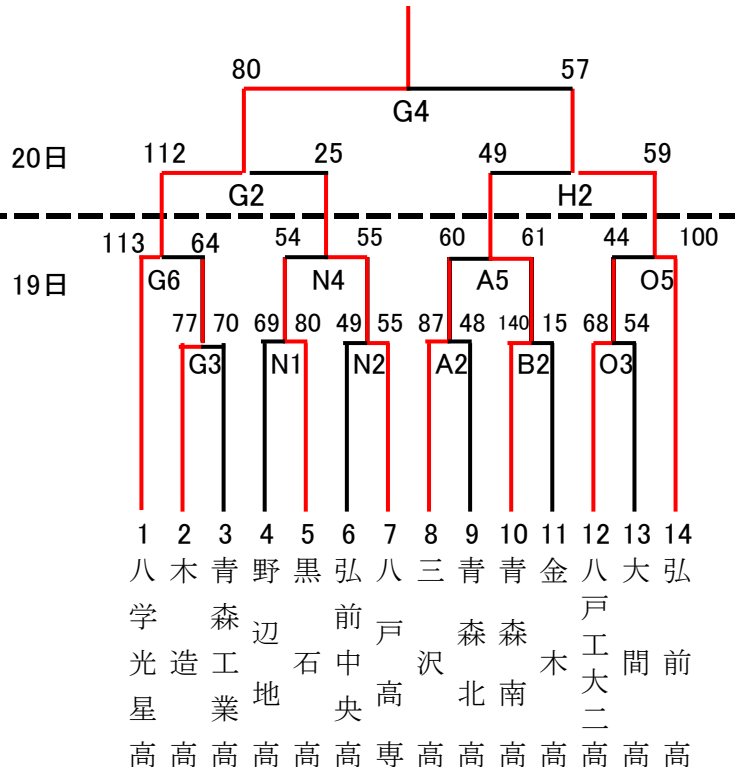 80 57
G4
20日 112 25 49 59
G2 H2
113 64 54 55 60 61 44 100
19日 G6 N4 A5 O5
77 70 69 80 49 55 87 48 140 15 68 54
G3 N1 N2 A2 B2 O3
1 2 3 4 5 6 7 8 9 10 11 12 13 14
八学光星高
木造高
青森工業高
野辺地高
黒石高
弘前中央高
八戸高専
三沢高
青森北高
青森南高
金木高
八戸工大二高
大間高
弘前高